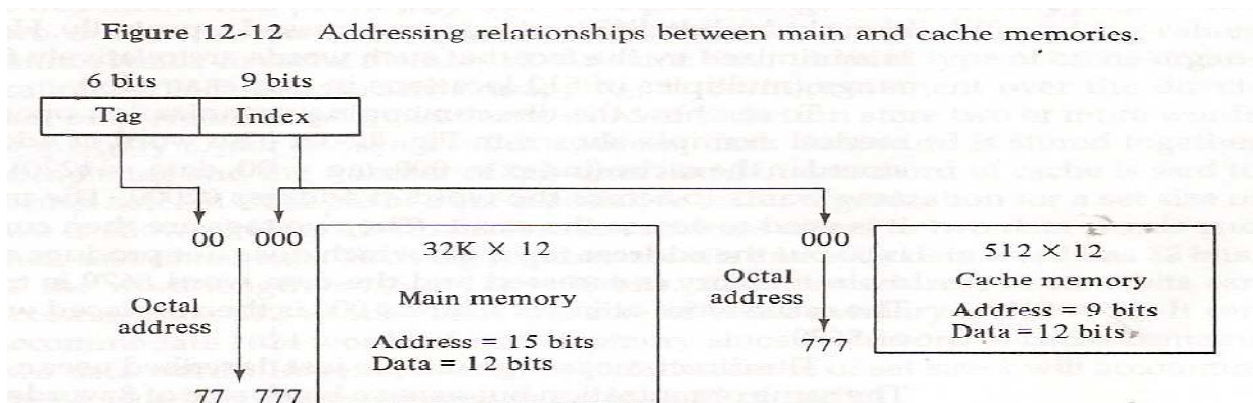 Figure 12-12 Addressing relationships between main and cache memories.
6 bits 9 bits
Tag Index
00 000
Octal
address
77 777
32K × 12
Main memory
Address = 15 bits
Data = 12 bits
000
Octal
address
777
512 × 12
Cache memory
Address = 9 bits
Data = 12 bits